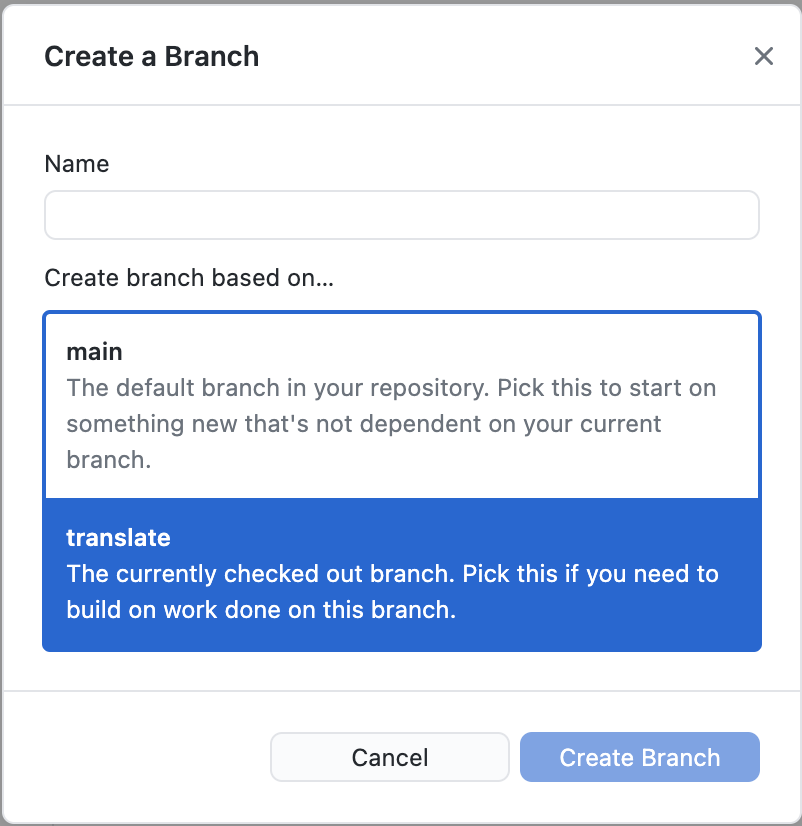 Create a Branch
Name
Create branch based on...
main
The default branch in your repository. Pick this to start on
something new that's not dependent on your current
branch.
translate
The currently checked out branch. Pick this if you need to
build on work done on this branch.
Cancel
Create Branch